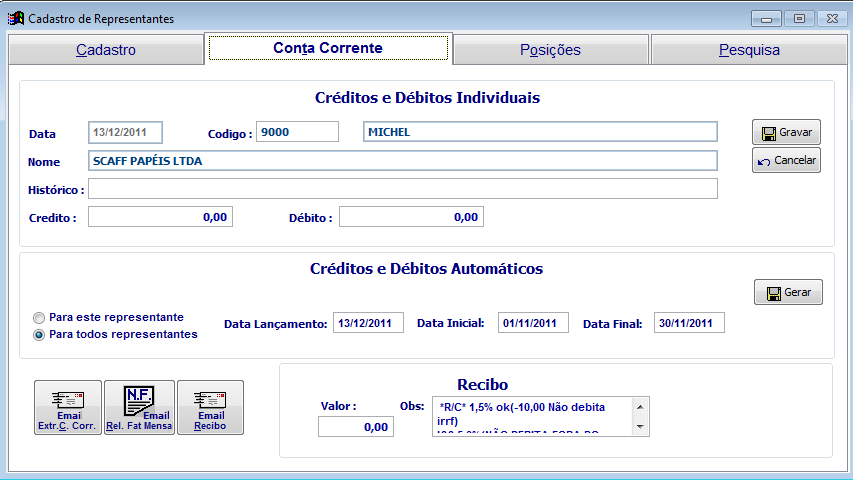 Cadastro de Representantes
Cadastro
Conta Corrente
Posições
Pesquisa
Créditos e Débitos Individuais
Data 13/12/2011 Codigo : 9000 MICHEL
Gravar
Nome SCAFF PAPÉIS LTDA
Cancelar
Histórico :
Credito : 0,00 Débito : 0,00
Créditos e Débitos Automáticos
Gerar
Para este representante
Para todos representantes
Data Lançamento: 13/12/2011 Data Inicial: 01/11/2011 Data Final: 30/11/2011
Email
Extr.C. Corr.
N.F.
Email
Rel. Fat Mensa
Email
Recibo
Recibo
Valor : 0,00
Obs: *R/C* 1,5% ok(-10,00 Não debita
irrf)